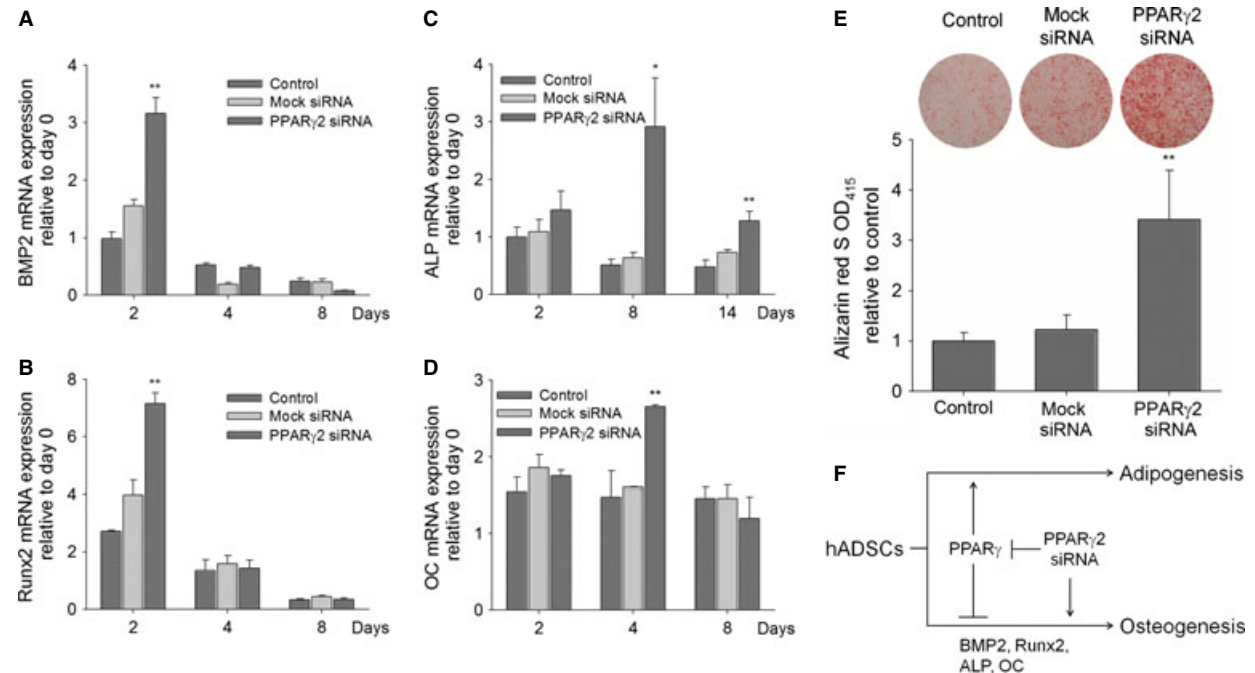 A
BMP2 mRNA expression
relative to day 0
4
3
2
1
0
**
Control
Mock siRNA
PPARγ2 siRNA
2 4 8 Days
B
Runx2 mRNA expression
relative to day 0
8
6
4
2
0
**
Control
Mock siRNA
PPARγ2 siRNA
2 4 8 Days
C
ALP mRNA expression
relative to day 0
4
3
2
1
0
*
**
Control
Mock siRNA
PPARγ2 siRNA
2 8 14 Days
D
OC mRNA expression
relative to day 0
3
2
1
0
**
Control
Mock siRNA
PPARγ2 siRNA
2 4 8 Days
E
Control
Mock
siRNA
PPARγ2
siRNA
Alizarin red S OD415
relative to control
5
4
3
2
1
0
**
Control
Mock
siRNA
PPARγ2
siRNA
F
Adipogenesis
hADSCs
PPARγ
PPARγ2
siRNA
Osteogenesis
BMP2, Runx2,
ALP, OC